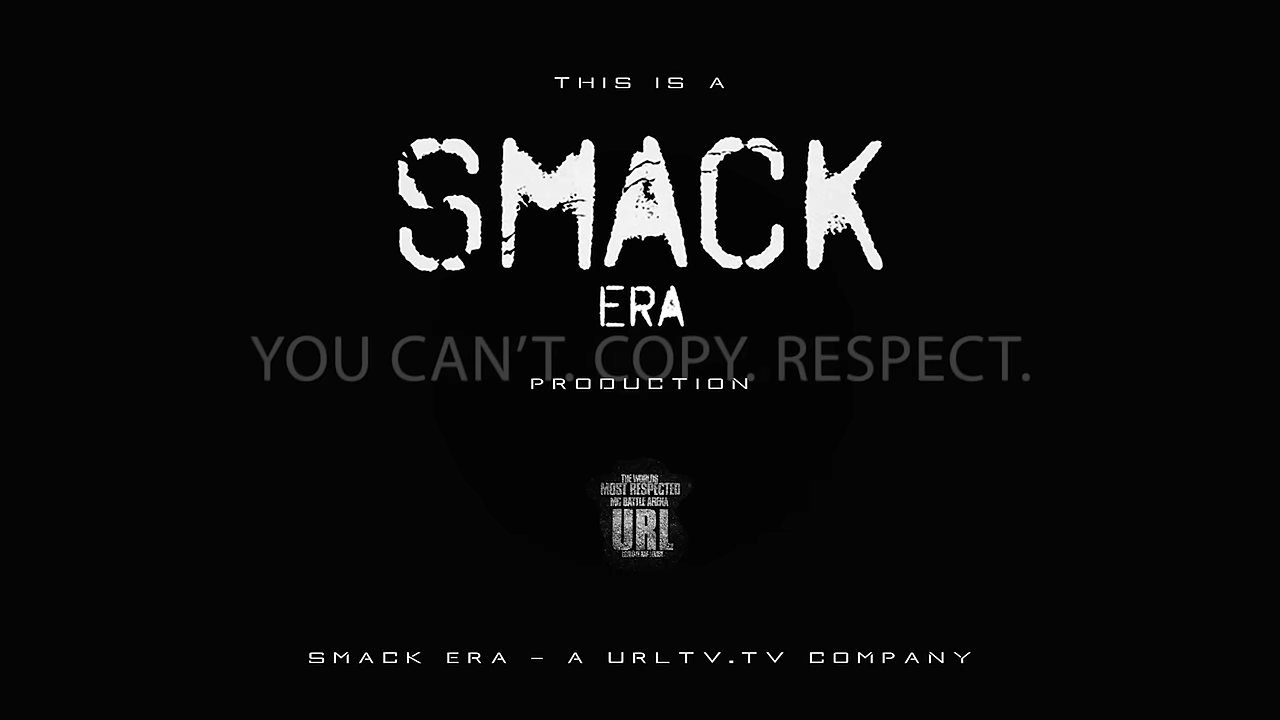 THIS IS A
SMACK
ERA
YOU CAN'T. COPY. RESPECT.
PRODUCTION
THE WORLDS
MOST RESPECTED
MC BATTLE ARENA
URL
SMACK ERA – A URLTV.TV COMPANY